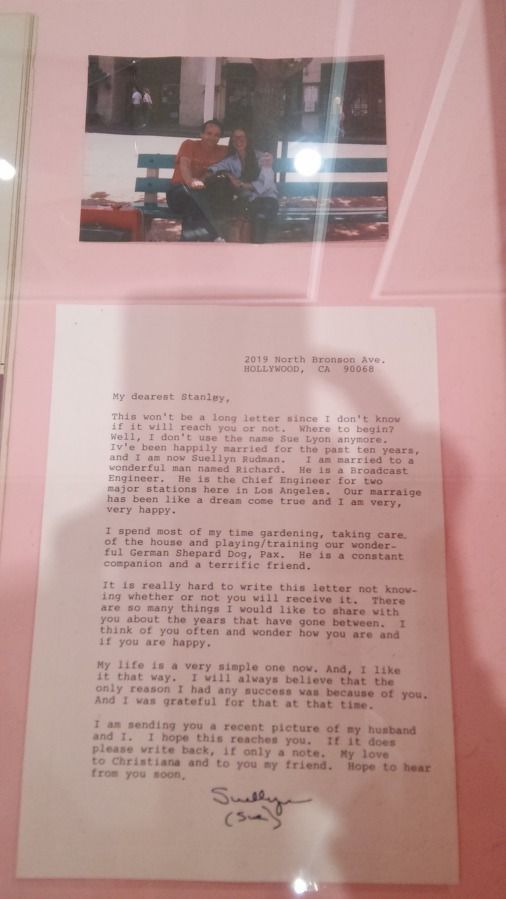 2019 North Bronson Ave.
HOLLYWOOD, CA 90068
My dearest Stanley,
This won't be a long letter since I don't know
if it will reach you or not. Where to begin?
Well, I don't use the name Sue Lyon anymore.
Iv'e been happily married for the past ten years,
and I am now Suellyn Rudman. I am married to a
wonderful man named Richard. He is a Broadcast
Engineer. He is the Chief Engineer for two
major stations here in Los Angeles. Our marraige
has been like a dream come true and I am very,
very happy.
I spend most of my time gardening, taking care
of the house and playing/training our wonder-
ful German Shepard Dog, Pax. He is a constant
companion and a terrific friend.
It is really hard to write this letter not know-
ing whether or not you will receive it. There
are so many things I would like to share with
you about the years that have gone between. I
think of you often and wonder how you are and
if you are happy.
My life is a very simple one now. And, I like
it that way. I will always believe that the
only reason I had any success was because of you.
And I was grateful for that at that time.
I am sending you a recent picture of my husband
and I. I hope this reaches you. If it does
please write back, if only a note. My love
to Christiana and to you my friend. Hope to hear
from you soon.
Suellyn
(Sue)